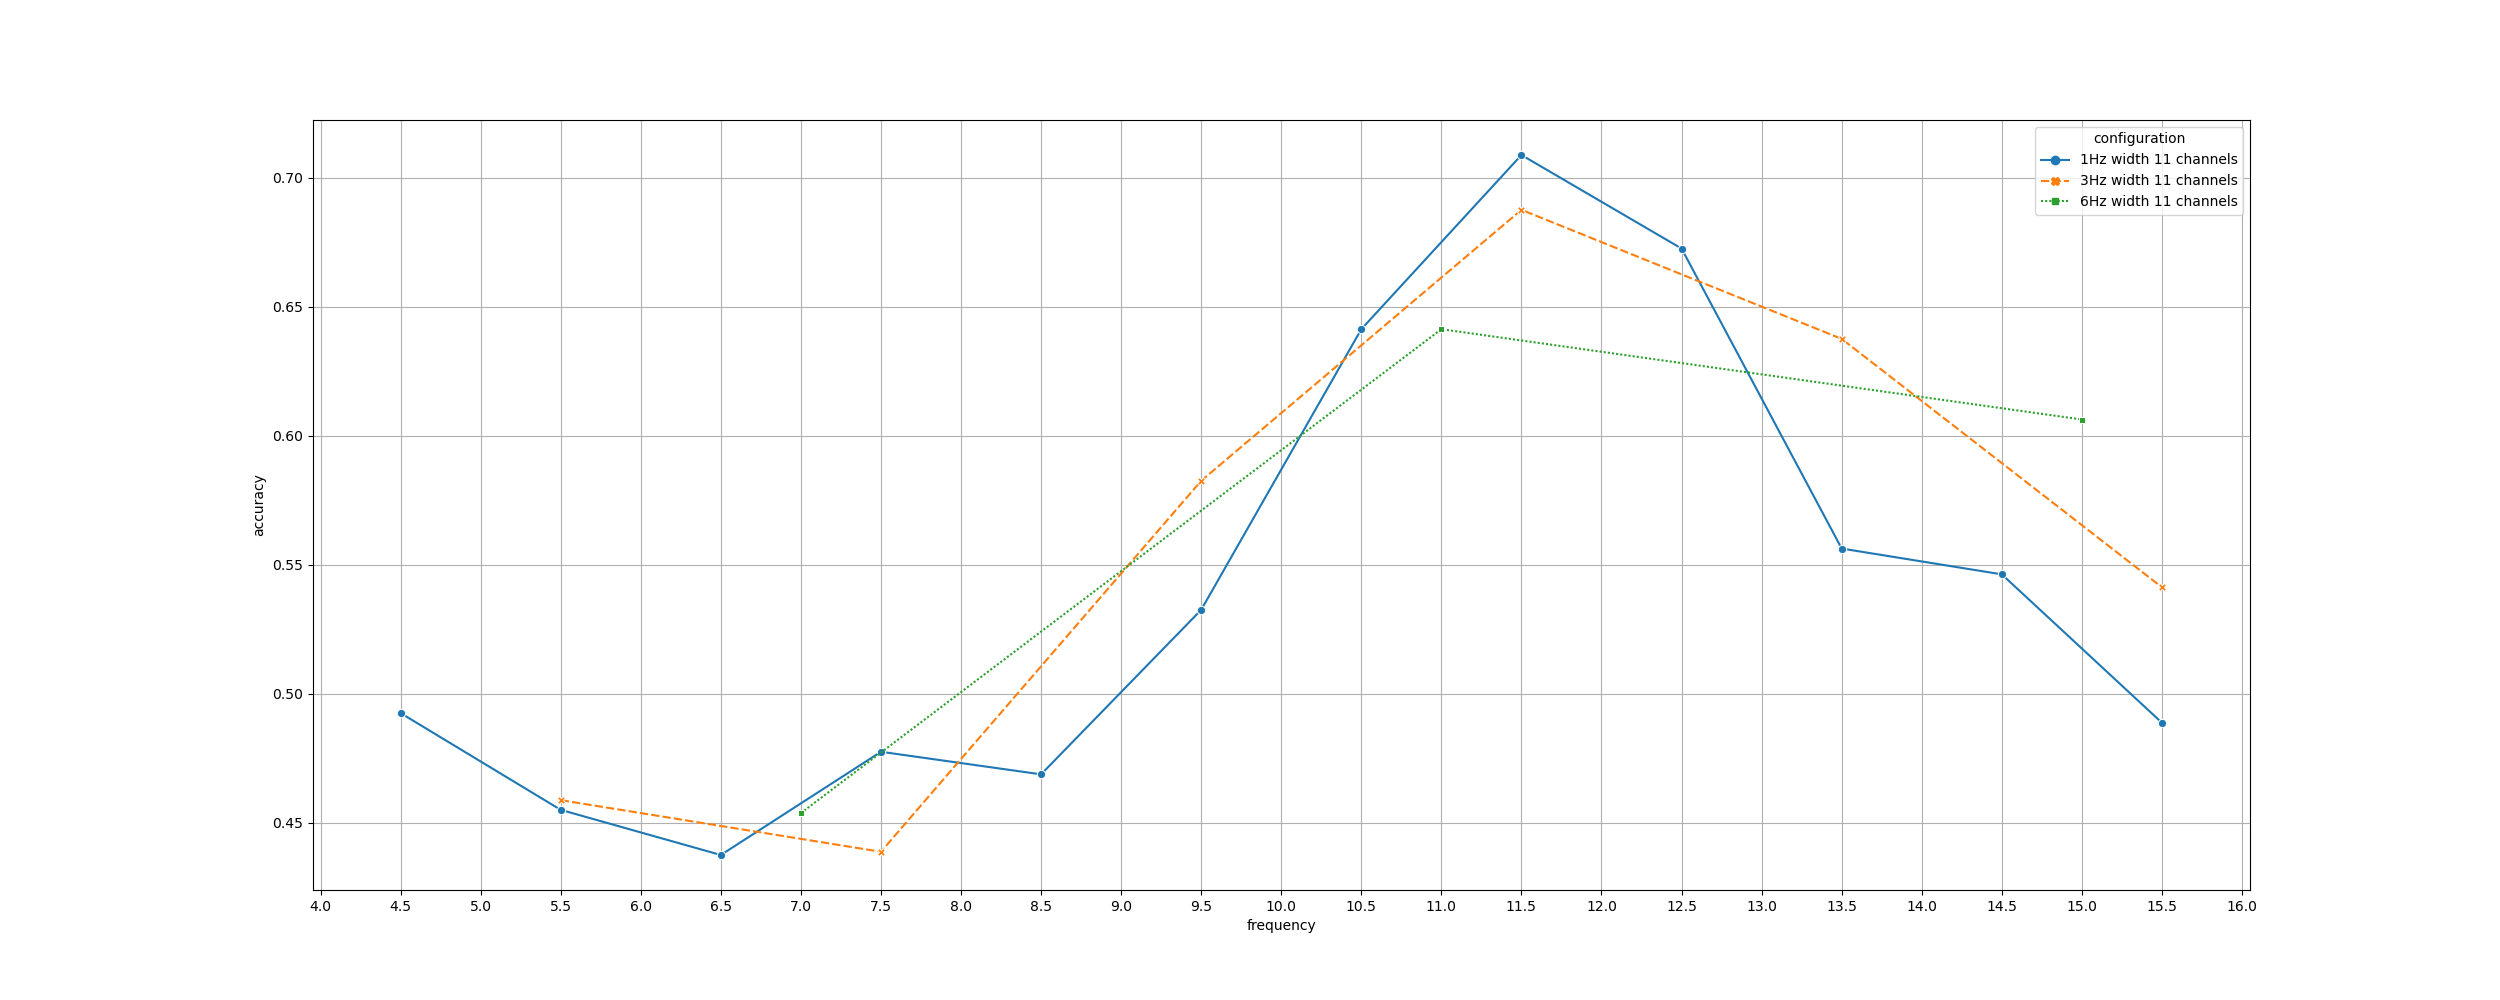 configuration
1Hz width 11 channels
3Hz width 11 channels
6Hz width 11 channels
0.70
0.65
0.60
0.55
0.50
0.45
accuracy
4.0 4.5 5.0 5.5 6.0 6.5 7.0 7.5 8.0 8.5 9.0 9.5 10.0 10.5 11.0 11.5 12.0 12.5 13.0 13.5 14.0 14.5 15.0 15.5 16.0
frequency